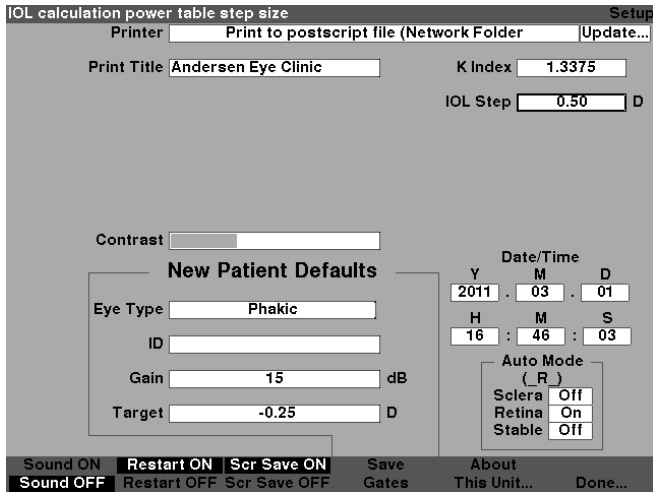 IOL calculation power table step size Setup
Printer Print to postscript file (Network Folder Update...
Print Title Andersen Eye Clinic K Index 1.3375
IOL Step 0.50 D
Contrast
Date/Time
New Patient Defaults
Y M D
2011 . 03 . 01
Eye Type Phakic
H M S
16 : 46 : 03
ID
Auto Mode
(_R_)
Gain 15 dB
Sclera Off
Retina On
Target -0.25 D
Stable Off
Sound ON Restart ON Scr Save ON Save About
Sound OFF Restart OFF Scr Save OFF Gates This Unit... Done...